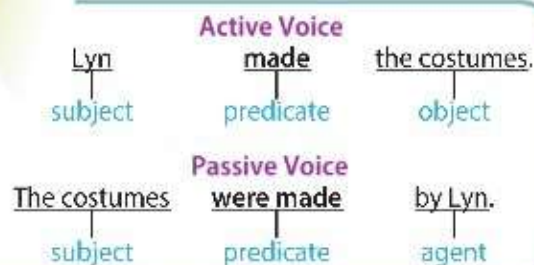 Active Voice
Lyn made the costumes.
subject predicate object
Passive Voice
The costumes were made by Lyn.
subject predicate agent